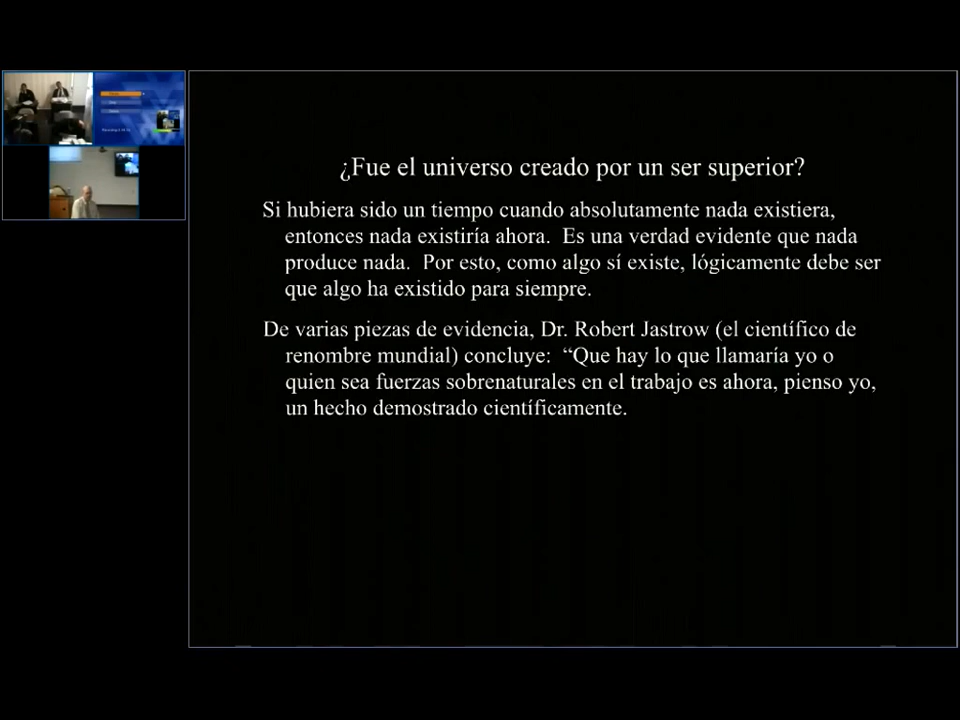 ¿Fue el universo creado por un ser superior?
Si hubiera sido un tiempo cuando absolutamente nada existiera,
entonces nada existiría ahora. Es una verdad evidente que nada
produce nada. Por esto, como algo sí existe, lógicamente debe ser
que algo ha existido para siempre.
De varias piezas de evidencia, Dr. Robert Jastrow (el científico de
renombre mundial) concluye: “Que hay lo que llamaría yo o
quien sea fuerzas sobrenaturales en el trabajo es ahora, pienso yo,
un hecho demostrado científicamente.